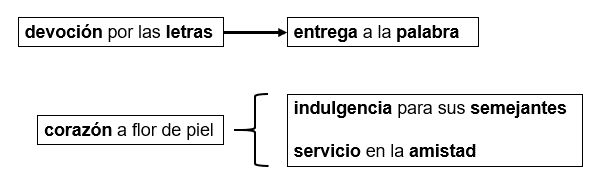 devoción por las letras
entrega a la palabra
corazón a flor de piel
indulgencia para sus semejantes
servicio en la amistad